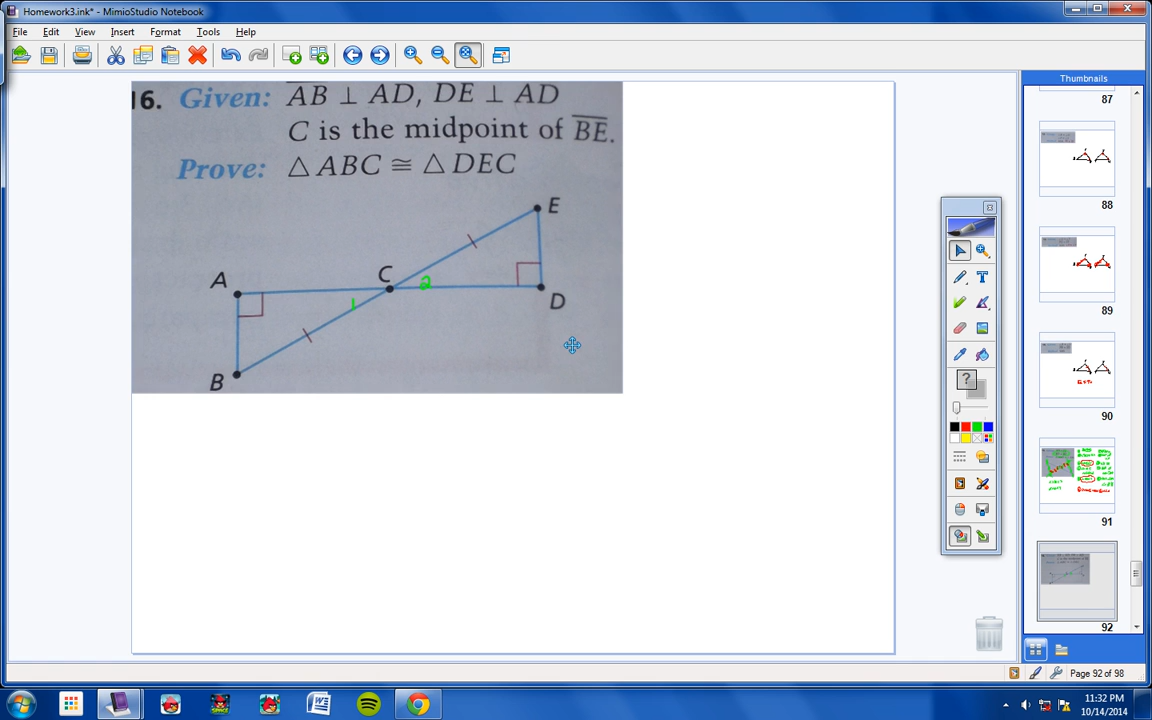 Homework3.ink* - MimioStudio Notebook
File Edit View Insert Format Tools Help
Thumbnails
16. Given: AB ⊥ AD, DE ⊥ AD
C is the midpoint of BE.
Prove: △ABC ≅ △DEC
E
A
C
2
1
D
B
?
T
87
88
89
90
91
92
Page 92 of 98
11:32 PM
10/14/2014